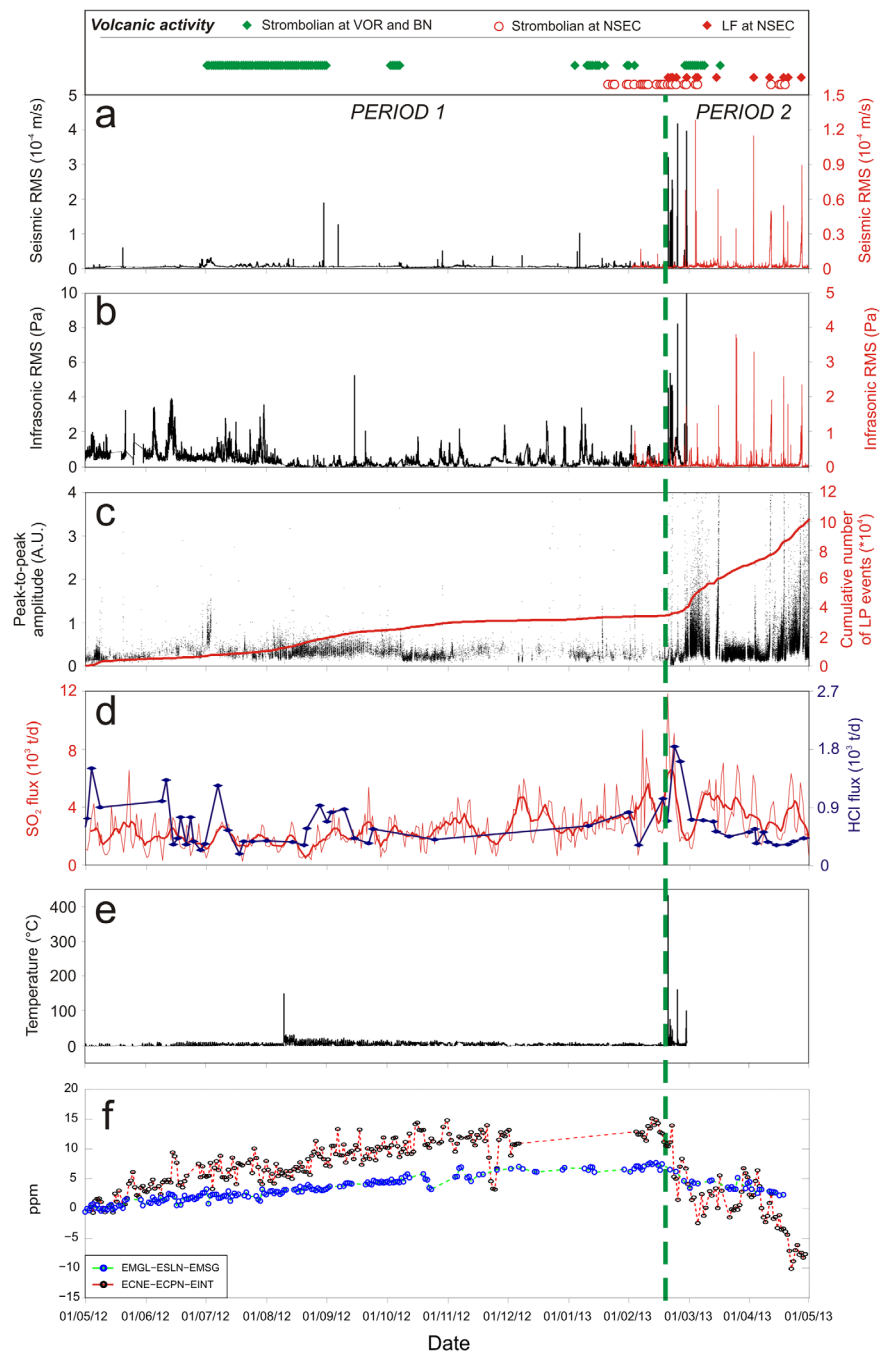 Volcanic activity
Strombolian at VOR and BN
Strombolian at NSEC
LF at NSEC
a
PERIOD 1
PERIOD 2
Seismic RMS (10⁻⁴ m/s)
5
4
3
2
1
0
Seismic RMS (10⁻⁴ m/s)
1.5
1.2
0.9
0.6
0.3
0
b
Infrasonic RMS (Pa)
10
8
6
4
2
0
Infrasonic RMS (Pa)
5
4
3
2
1
0
c
Peak-to-peak
amplitude (A.U.)
4
3
2
1
0
Cumulative number
of LP events (*10⁴)
12
10
8
6
4
2
0
d
SO₂ flux (10³ t/d)
12
8
4
0
HCl flux (10³ t/d)
2.7
1.8
0.9
0
e
Temperature (°C)
400
300
200
100
0
f
ppm
20
15
10
5
0
−5
−10
−15
EMGL−ESLN−EMSG
ECNE−ECPN−EINT
01/05/12 01/06/12 01/07/12 01/08/12 01/09/12 01/10/12 01/11/12 01/12/12 01/01/13 01/02/13 01/03/13 01/04/13 01/05/13
Date